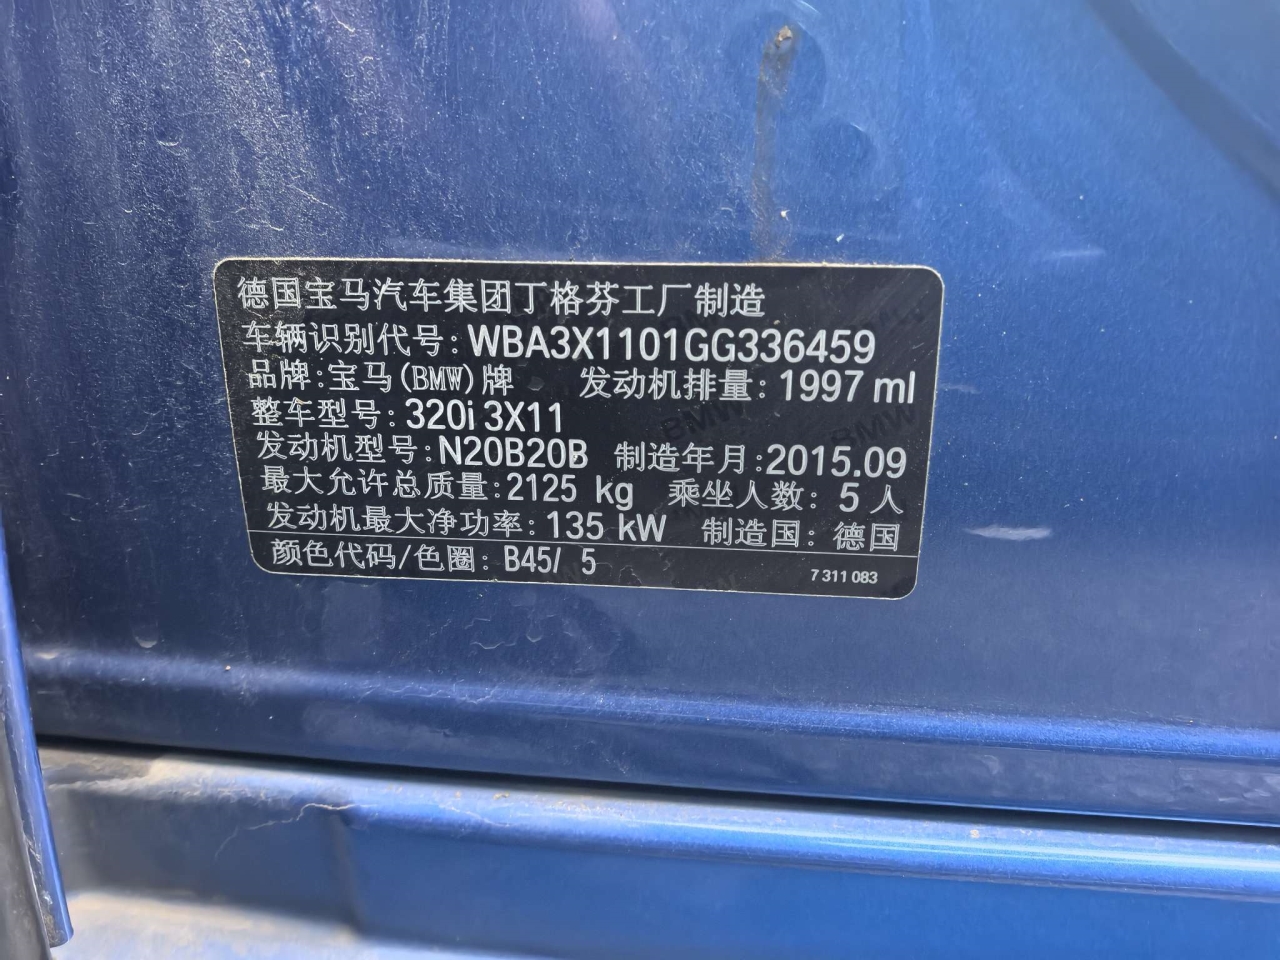 德国宝马汽车集团丁格芬工厂制造
车辆识别代号: WBA3X1101GG336459
品牌: 宝马(BMW)牌 发动机排量: 1997 ml
整车型号: 320i 3X11
发动机型号: N20B20B 制造年月: 2015.09
最大允许总质量: 2125 kg 乘坐人数: 5 人
发动机最大净功率: 135 kW 制造国: 德国
颜色代码/色圈: B45/ 5
7 311 083